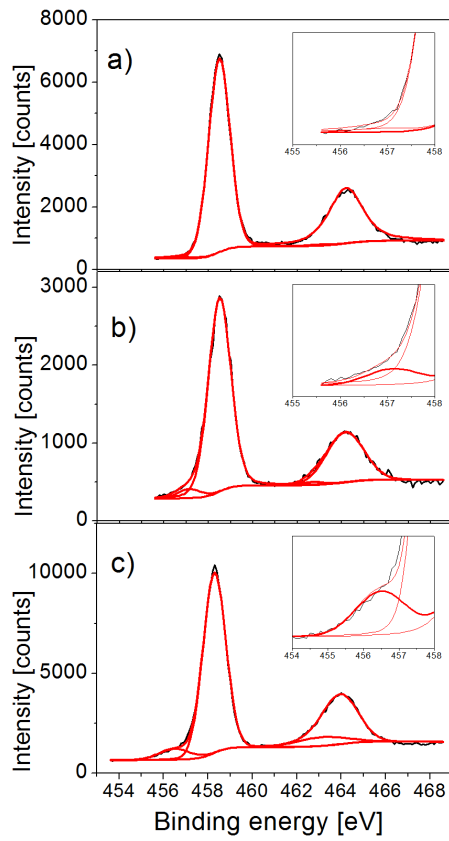 8000
6000
4000
2000
0
Intensity [counts]
a)
455 456 457 458
3000
2000
1000
0
Intensity [counts]
b)
455 456 457 458
10000
5000
0
Intensity [counts]
c)
454 455 456 457 458
454 456 458 460 462 464 466 468
Binding energy [eV]